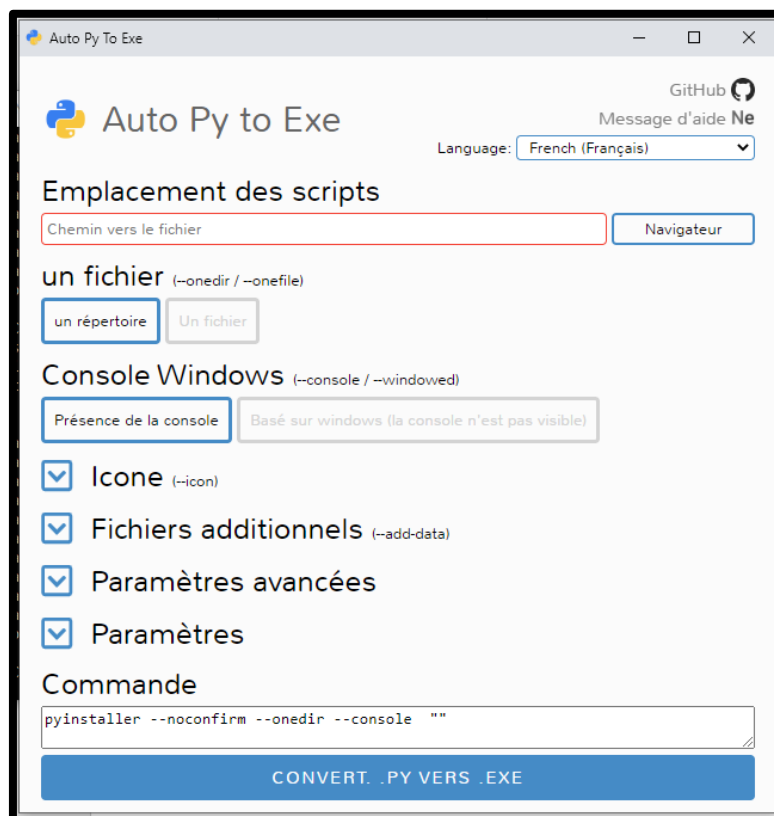 Auto Py To Exe
GitHub
Auto Py to Exe
Message d'aide Ne
Language: French (Français)
Emplacement des scripts
Chemin vers le fichier
Navigateur
un fichier (--onedir / --onefile)
un répertoire Un fichier
Console Windows (--console / --windowed)
Présence de la console Basé sur windows (la console n'est pas visible)
Icone (--icon)
Fichiers additionnels (--add-data)
Paramètres avancées
Paramètres
Commande
pyinstaller --noconfirm --onedir --console  ""
CONVERT. .PY VERS .EXE